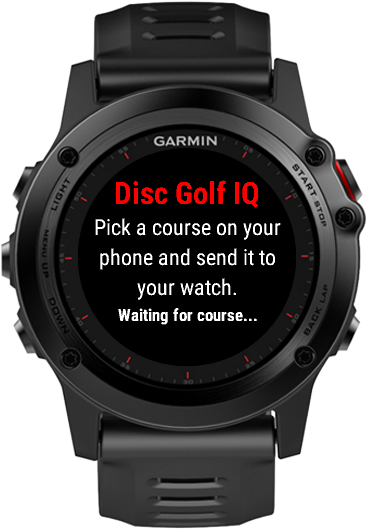 GARMIN
LIGHT
START STOP
Disc Golf IQ
Pick a course on your
phone and send it to
your watch.
Waiting for course...
MENU UP
DOWN
BACK LAP
30